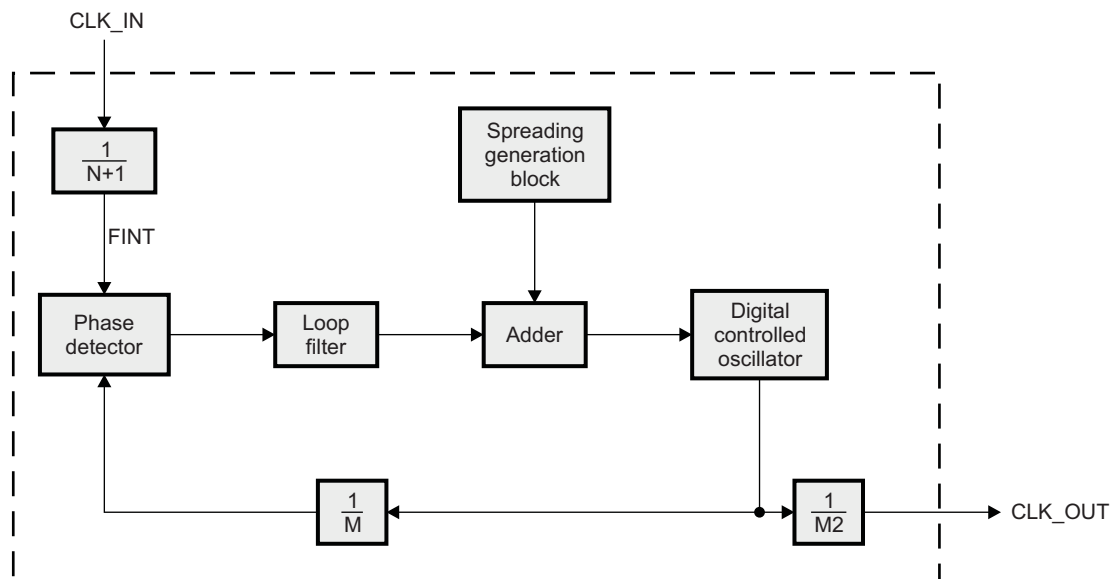 CLK_IN
1
N+1
FINT
Spreading
generation
block
Phase
detector
Loop
filter
Adder
Digital
controlled
oscillator
1
M
1
M2
CLK_OUT